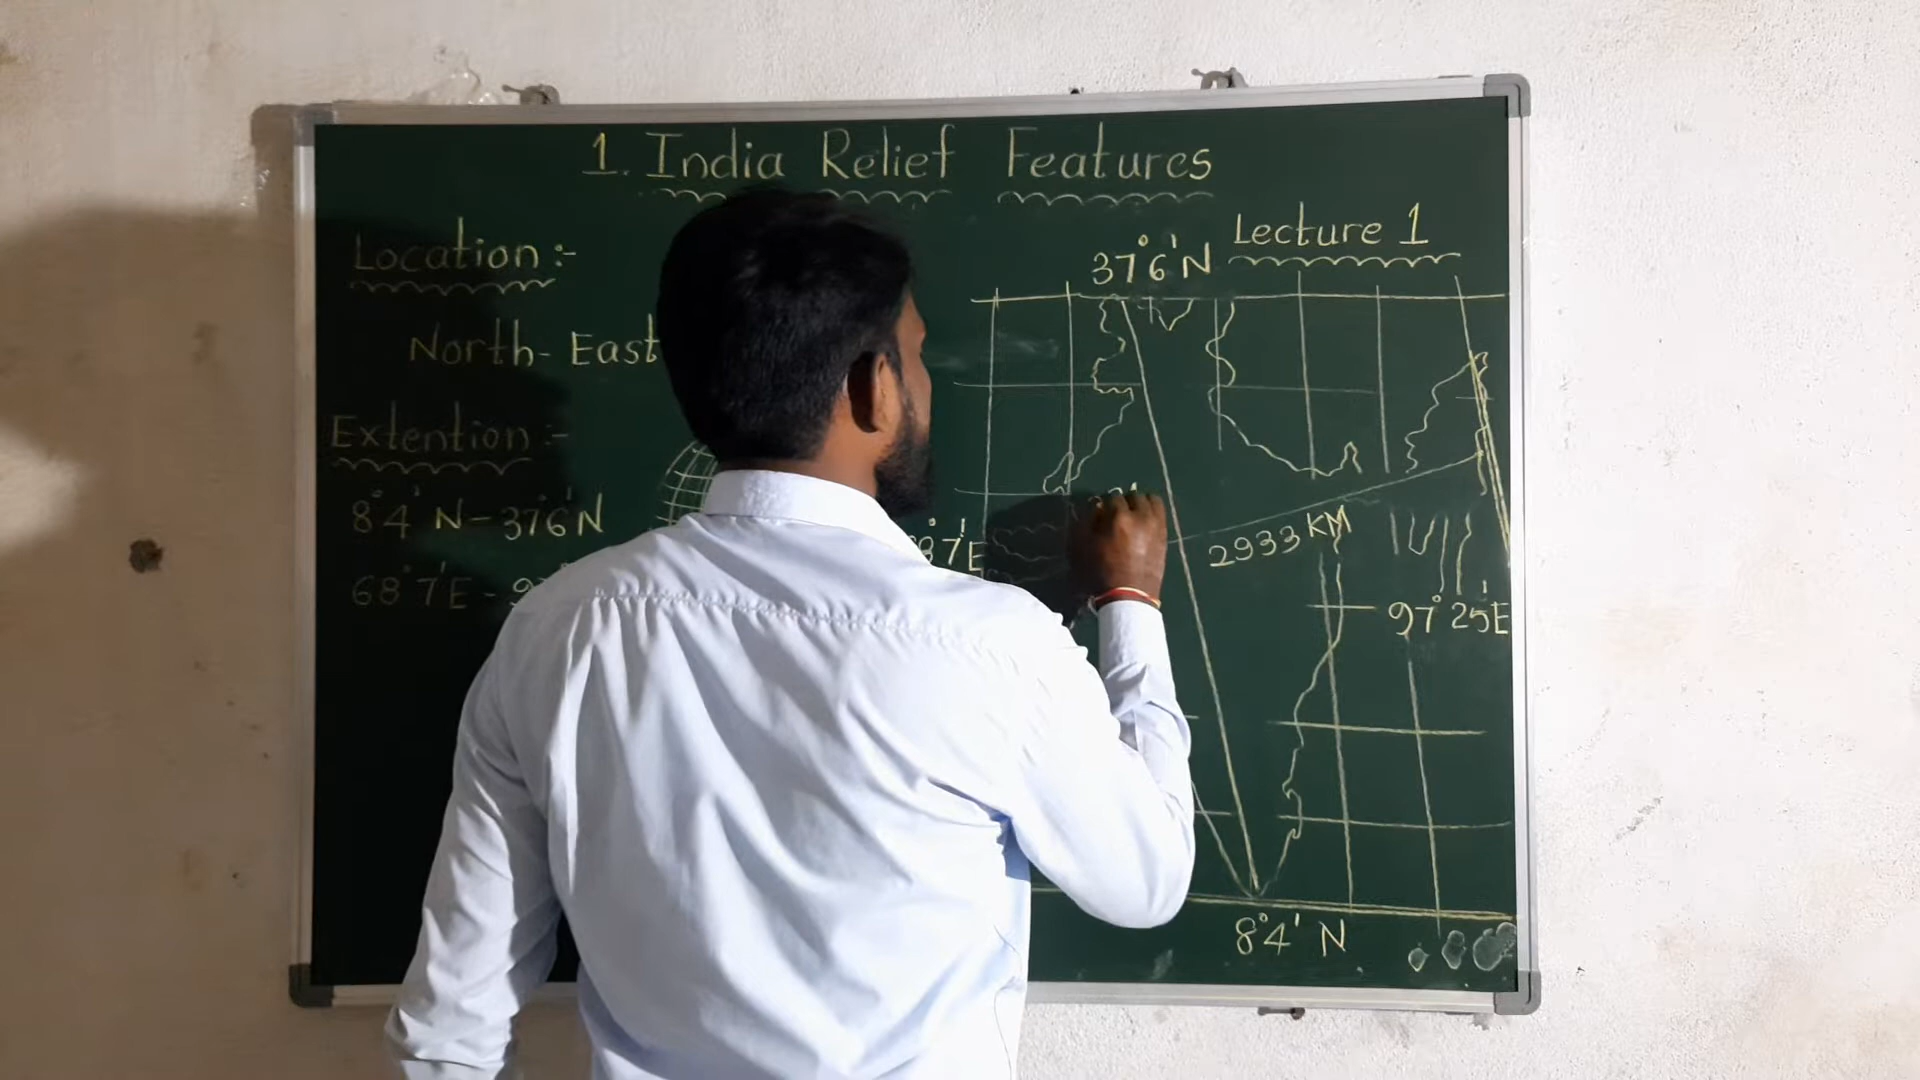 1. India Relief Features
Lecture 1
Location :-
North-East
Extention :-
8°4' N – 37°6' N
68°7' E -
37°6' N
7' E
2933 KM
97° 25' E
8°4' N